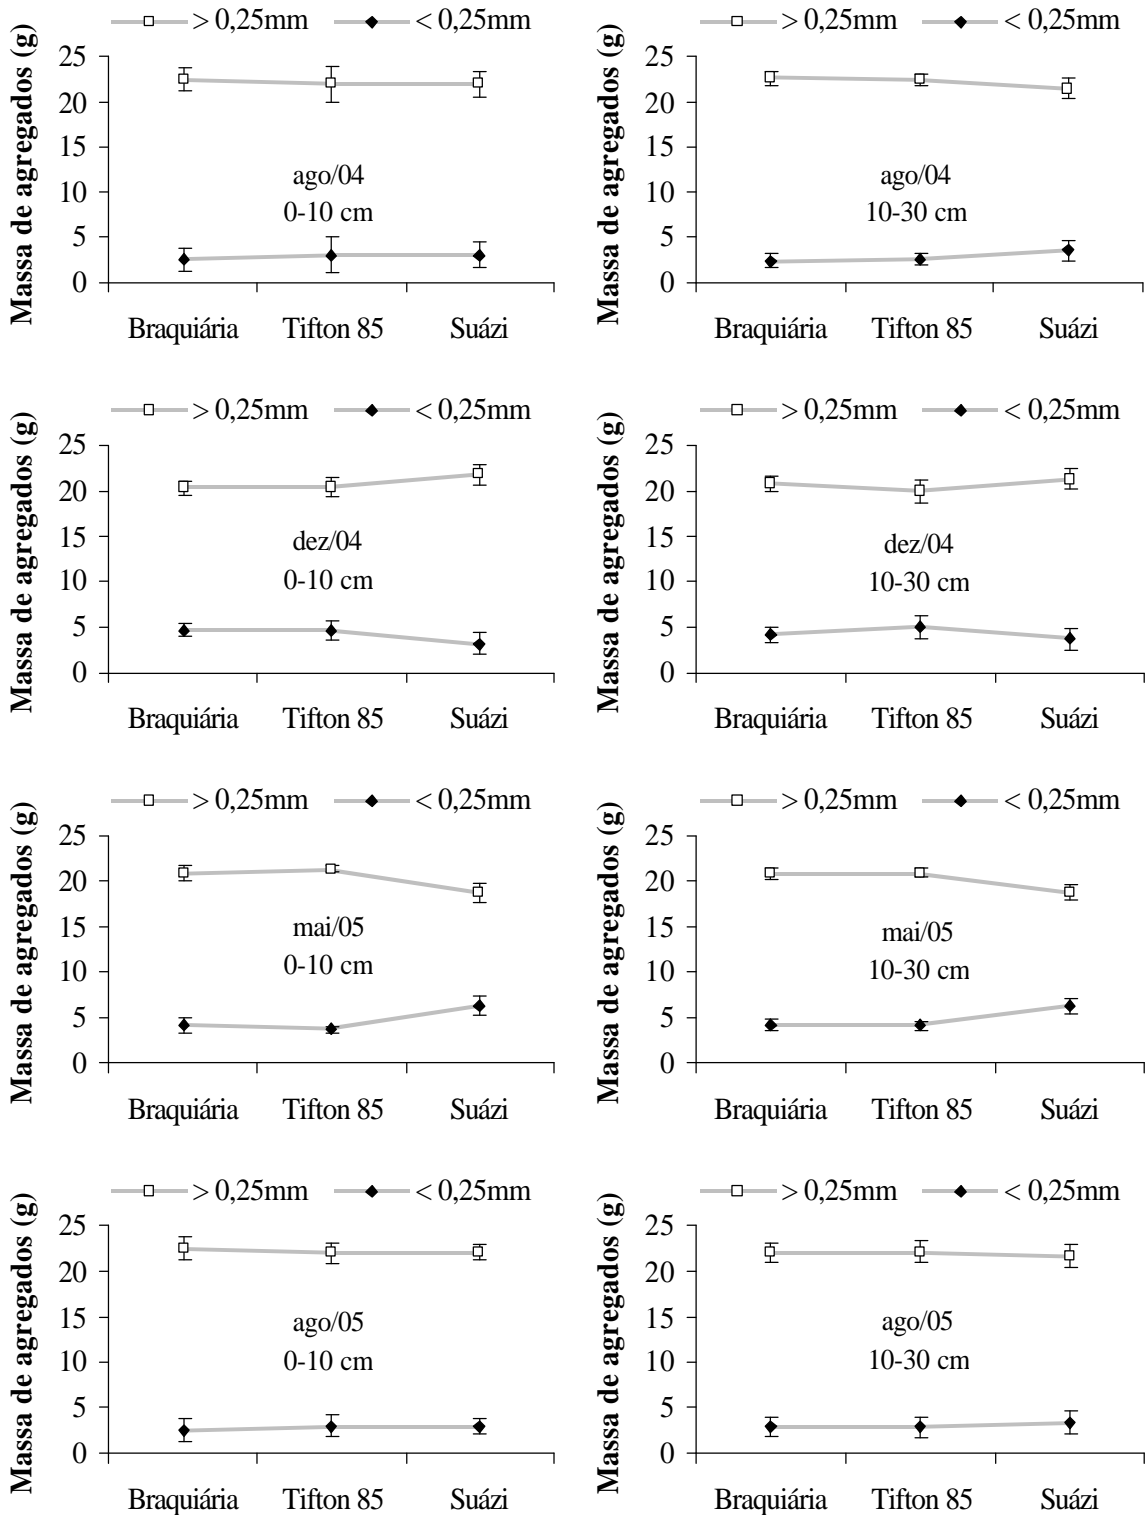 > 0,25mm < 0,25mm
Massa de agregados (g)
25
20
15
10
5
0
ago/04
0-10 cm
Braquiária Tifton 85 Suázi
> 0,25mm < 0,25mm
Massa de agregados (g)
25
20
15
10
5
0
ago/04
10-30 cm
Braquiária Tifton 85 Suázi
> 0,25mm < 0,25mm
Massa de agregados (g)
25
20
15
10
5
0
dez/04
0-10 cm
Braquiária Tifton 85 Suázi
> 0,25mm < 0,25mm
Massa de agregados (g)
25
20
15
10
5
0
dez/04
10-30 cm
Braquiária Tifton 85 Suázi
> 0,25mm < 0,25mm
Massa de agregados (g)
25
20
15
10
5
0
mai/05
0-10 cm
Braquiária Tifton 85 Suázi
> 0,25mm < 0,25mm
Massa de agregados (g)
25
20
15
10
5
0
mai/05
10-30 cm
Braquiária Tifton 85 Suázi
> 0,25mm < 0,25mm
Massa de agregados (g)
25
20
15
10
5
0
ago/05
0-10 cm
Braquiária Tifton 85 Suázi
> 0,25mm < 0,25mm
Massa de agregados (g)
25
20
15
10
5
0
ago/05
10-30 cm
Braquiária Tifton 85 Suázi